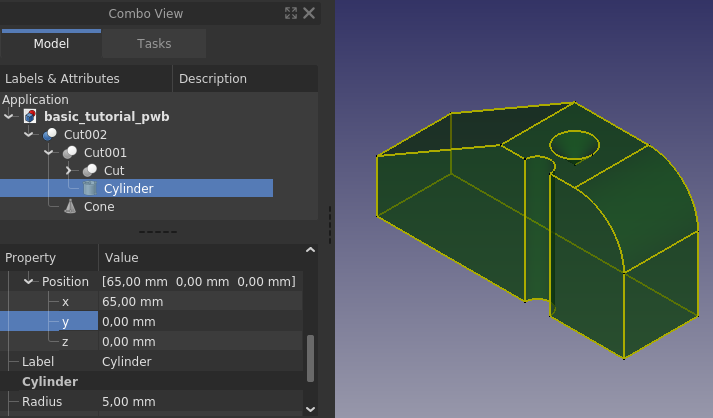 Combo View
Model Tasks
Labels & Attributes Description
Application
basic_tutorial_pwb
Cut002
Cut001
Cut
Cylinder
Cone
Property Value
Position [65,00 mm 0,00 mm 0,00 mm]
x 65,00 mm
y 0,00 mm
z 0,00 mm
Label Cylinder
Cylinder
Radius 5,00 mm